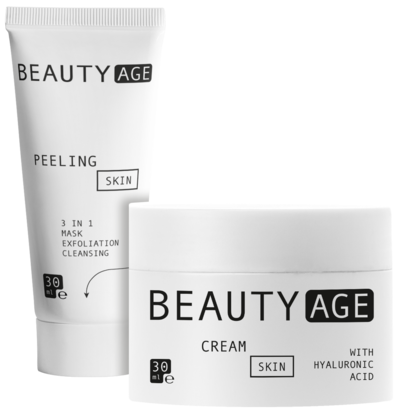 BEAUTY AGE
PEELING
SKIN
3 IN 1
MASK
EXFOLIATION
CLEANSING
30
ml e
BEAUTY AGE
CREAM
SKIN
WITH
HYALURONIC
ACID
30
ml e